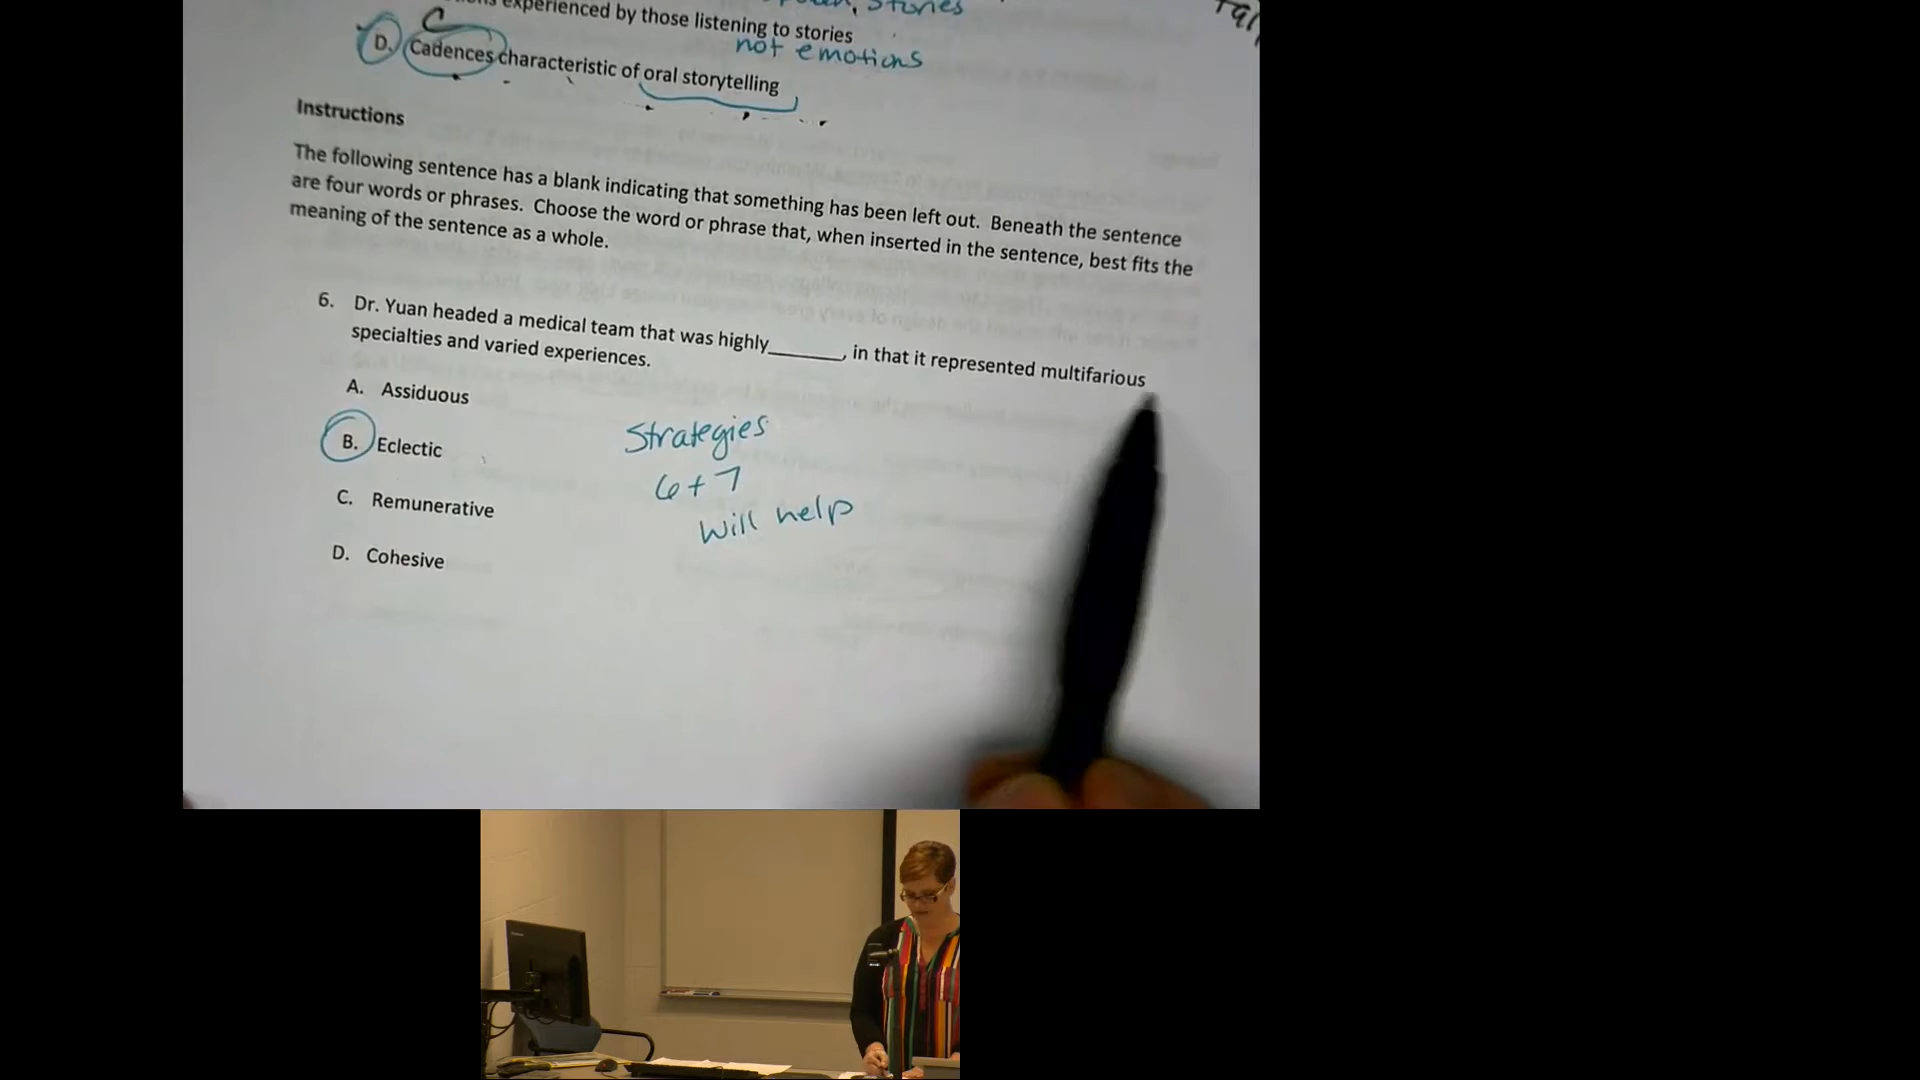 experienced by those listening to stories
Stories
not emotions
C
D. Cadences characteristic of oral storytelling
Instructions
The following sentence has a blank indicating that something has been left out. Beneath the sentence
are four words or phrases. Choose the word or phrase that, when inserted in the sentence, best fits the
meaning of the sentence as a whole.
6. Dr. Yuan headed a medical team that was highly_______, in that it represented multifarious
specialties and varied experiences.
A. Assiduous
B. Eclectic
C. Remunerative
D. Cohesive
Strategies
6+7
Will help